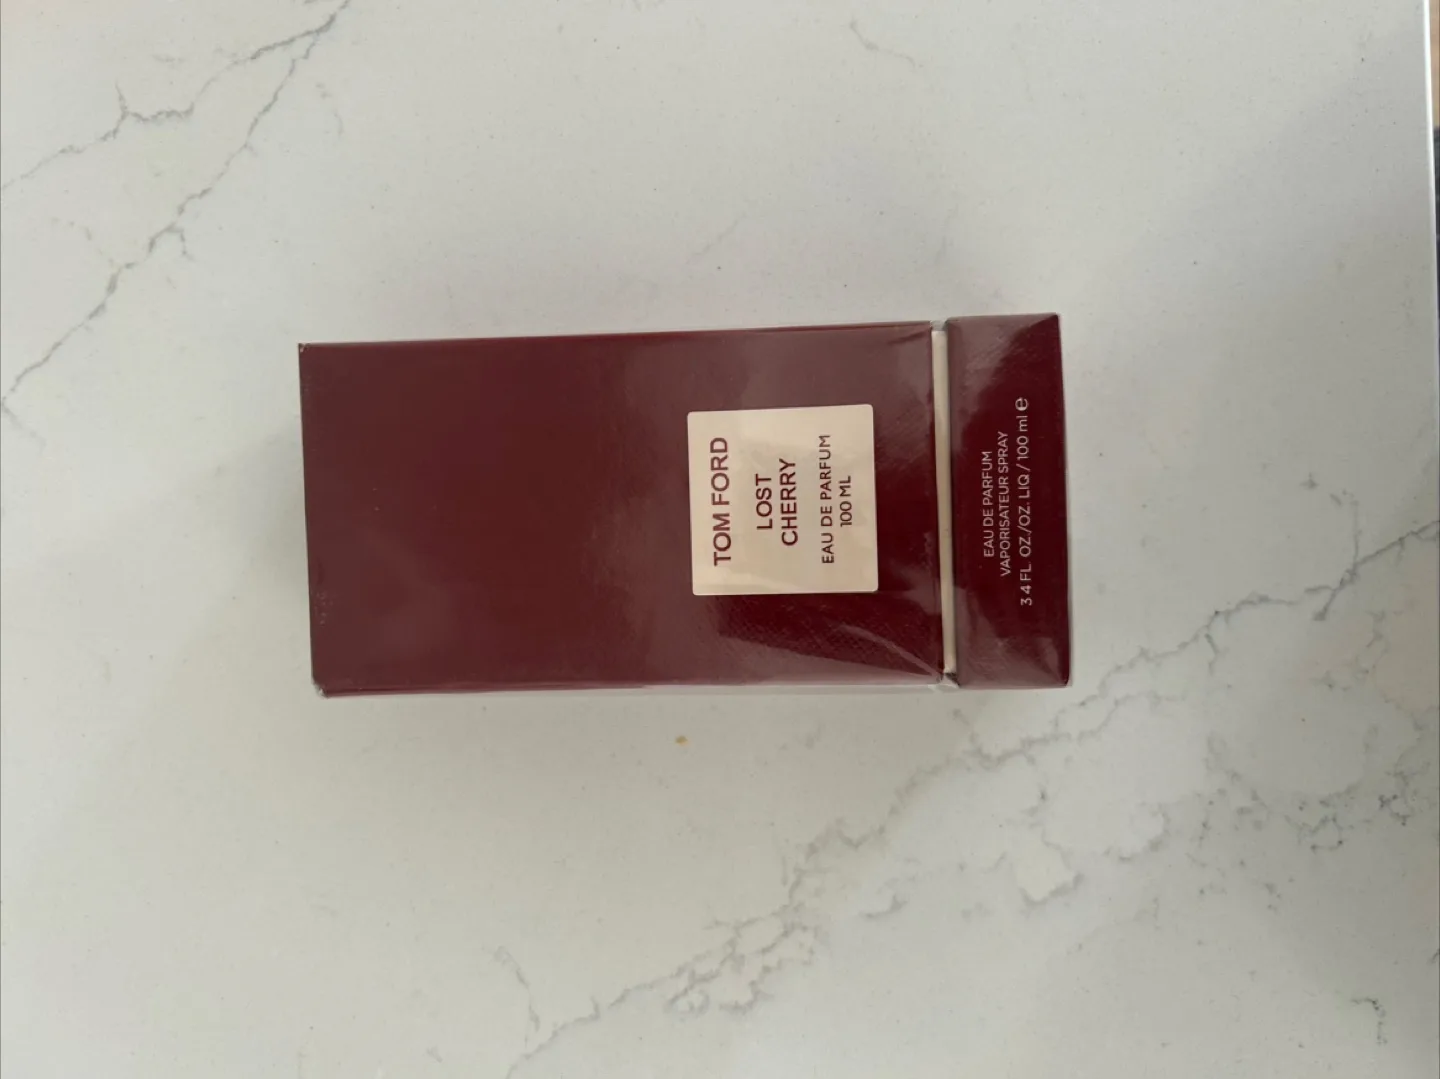 TOM FORD
LOST
CHERRY
EAU DE PARFUM
100 ML
EAU DE PARFUM
VAPORISATEUR SPRAY
3 4 FL. OZ./OZ. LIQ / 100 ml ℮